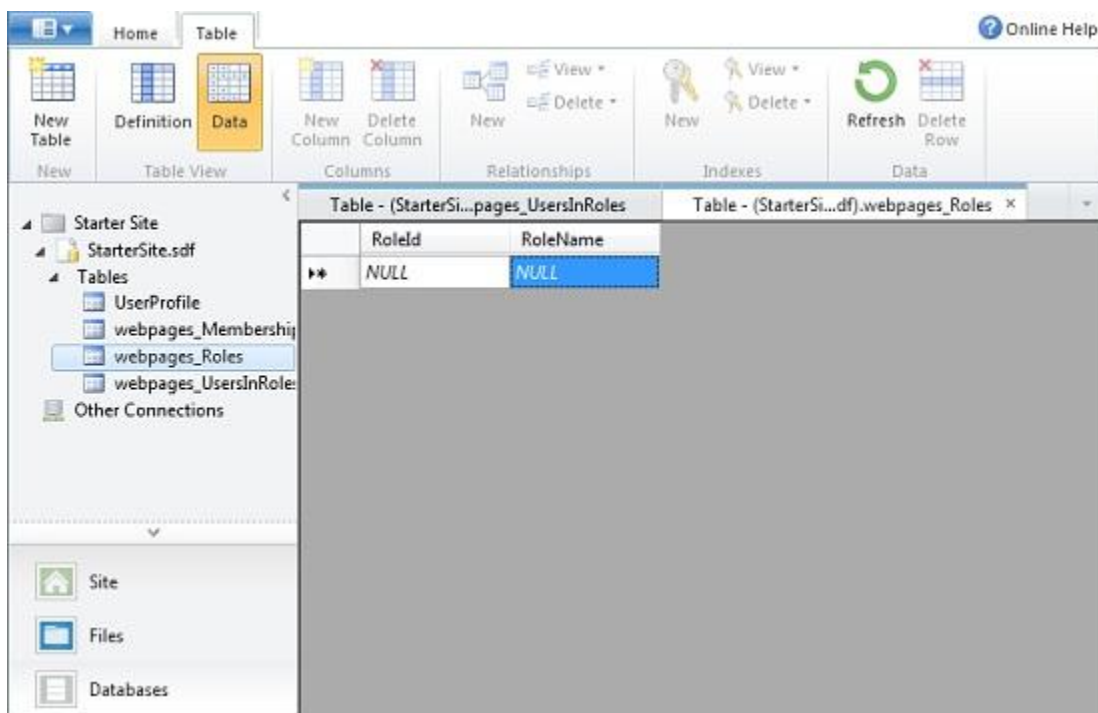 Home Table Online Help
New Table
Definition
Data
New Column
Delete Column
New
View
Delete
New
View
Delete
Refresh
Delete Row
New Table View Columns Relationships Indexes Data
Table - (StarterSi...pages_UsersInRoles Table - (StarterSi...df).webpages_Roles
Starter Site
StarterSite.sdf
Tables
UserProfile
webpages_Membership
webpages_Roles
webpages_UsersInRoles
Other Connections
RoleId RoleName
NULL NULL
Site
Files
Databases